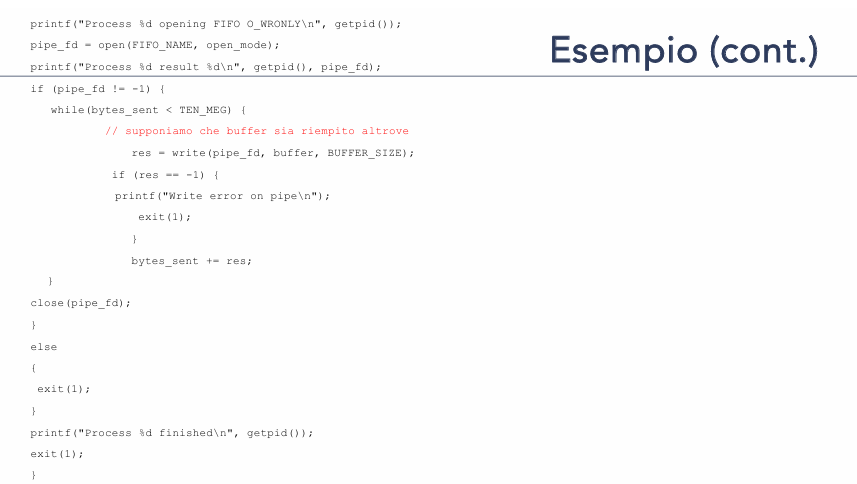 Esempio (cont.)
printf("Process %d opening FIFO O_WRONLY\n", getpid());
pipe_fd = open(FIFO_NAME, open_mode);
printf("Process %d result %d\n", getpid(), pipe_fd);
if (pipe_fd != -1) {
while(bytes_sent < TEN_MEG) {
// supponiamo che buffer sia riempito altrove
res = write(pipe_fd, buffer, BUFFER_SIZE);
if (res == -1) {
printf("Write error on pipe\n");
exit(1);
}
bytes_sent += res;
}
close(pipe_fd);
}
else
{
exit(1);
}
printf("Process %d finished\n", getpid());
exit(1);
}